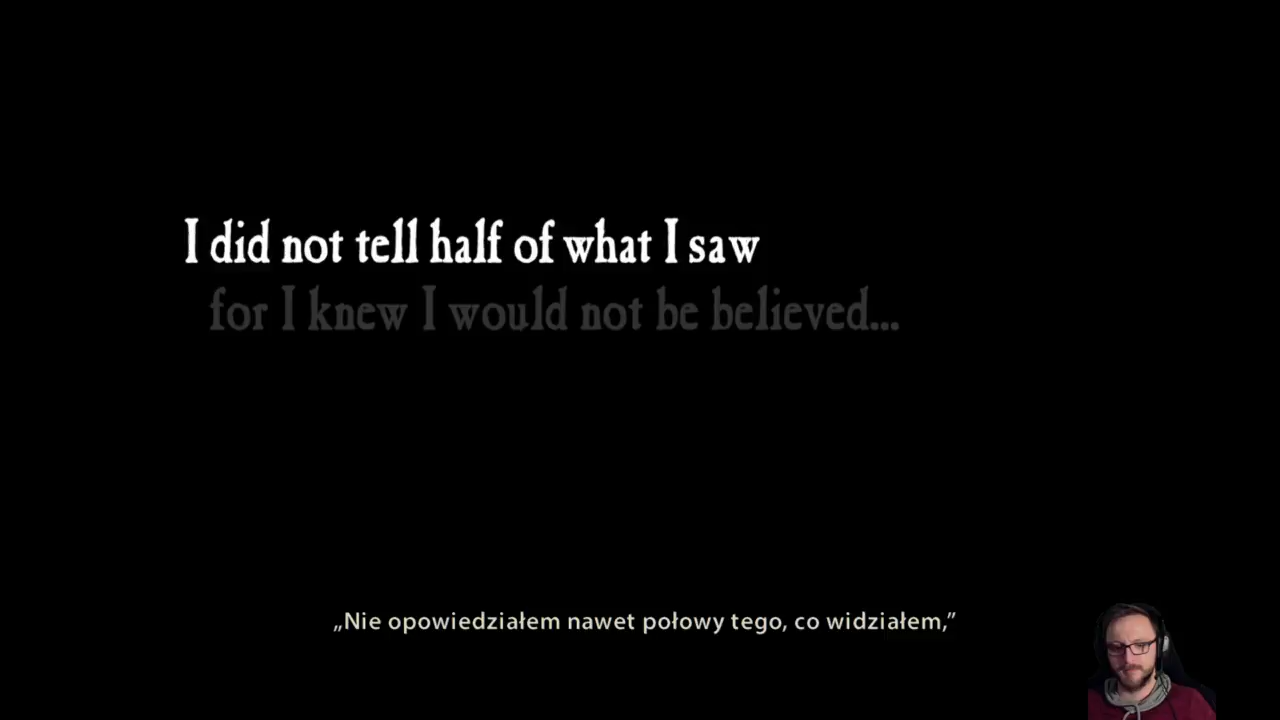 I did not tell half of what I saw
for I knew I would not be believed...
„Nie opowiedziałem nawet połowy tego, co widziałem,”